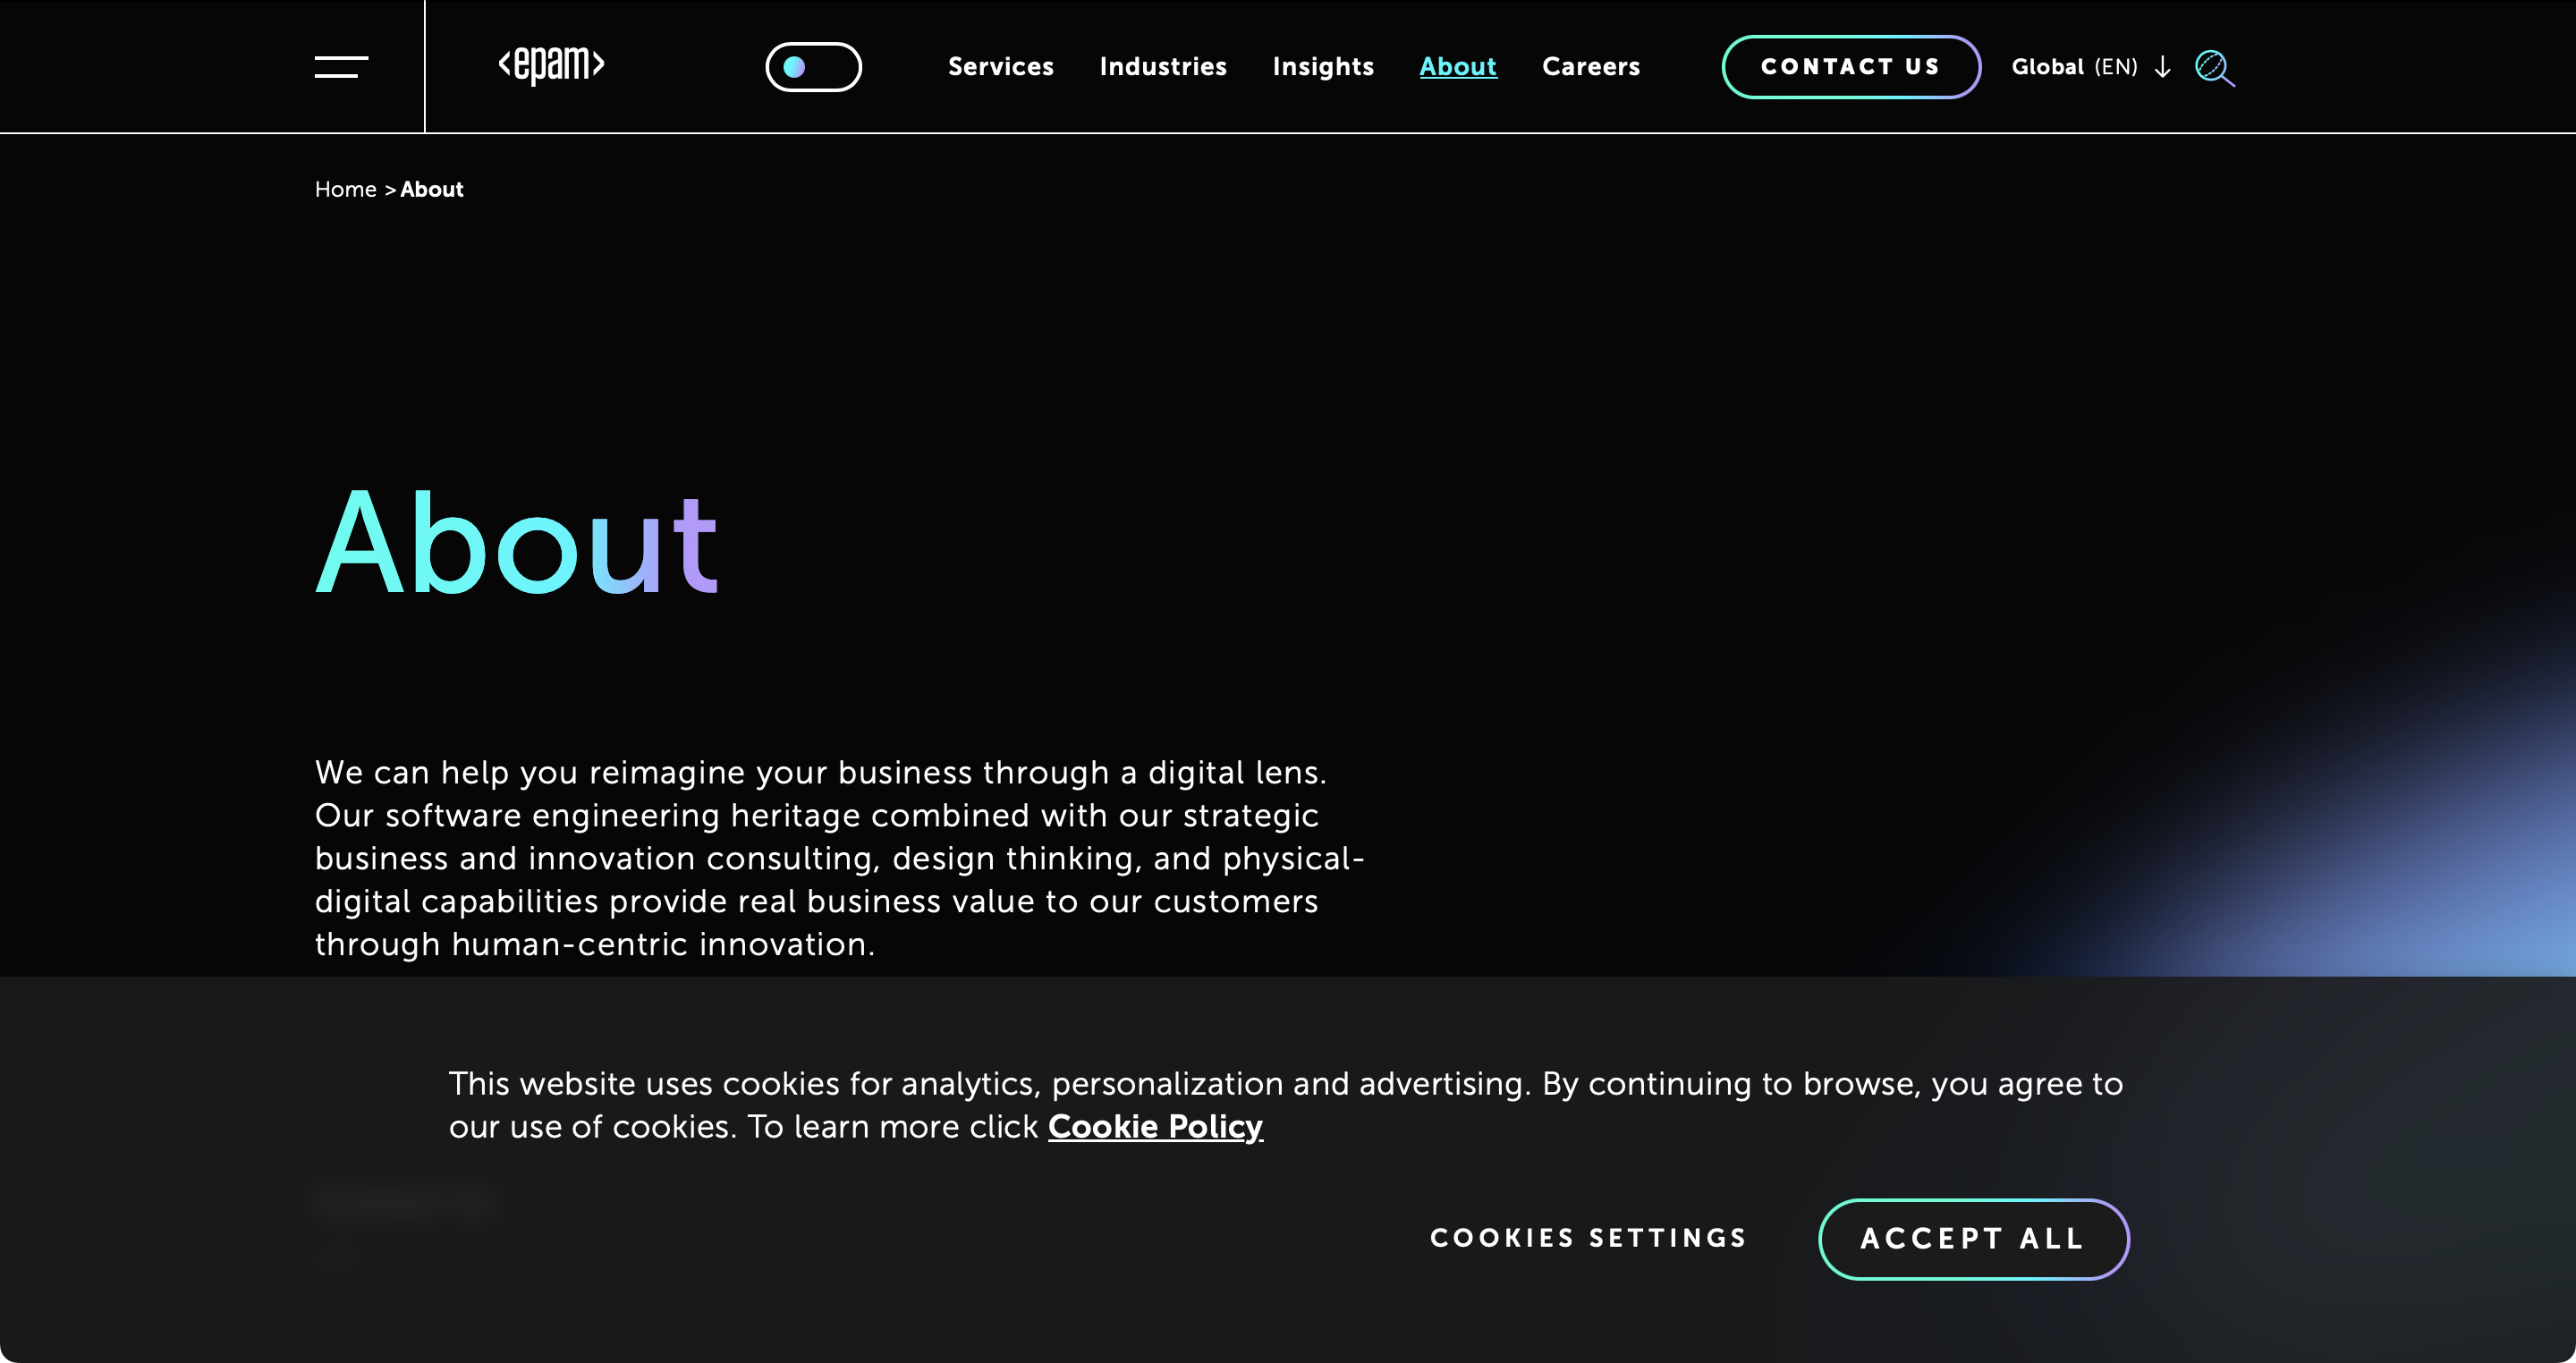 <epam>
Services
Industries
Insights
About
Careers
CONTACT US
Global (EN)
Home > About
About
We can help you reimagine your business through a digital lens.
Our software engineering heritage combined with our strategic
business and innovation consulting, design thinking, and physical-
digital capabilities provide real business value to our customers
through human-centric innovation.
This website uses cookies for analytics, personalization and advertising. By continuing to browse, you agree to
our use of cookies. To learn more click Cookie Policy
COOKIES SETTINGS
ACCEPT ALL